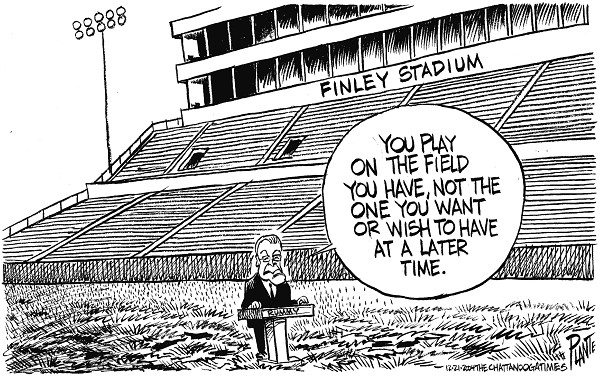 FINLEY STADIUM
YOU PLAY
ON THE FIELD
YOU HAVE, NOT THE
ONE YOU WANT
OR WISH TO HAVE
AT A LATER
TIME.
PLANTE
12-21-2004 THE CHATTANOOGA TIMES